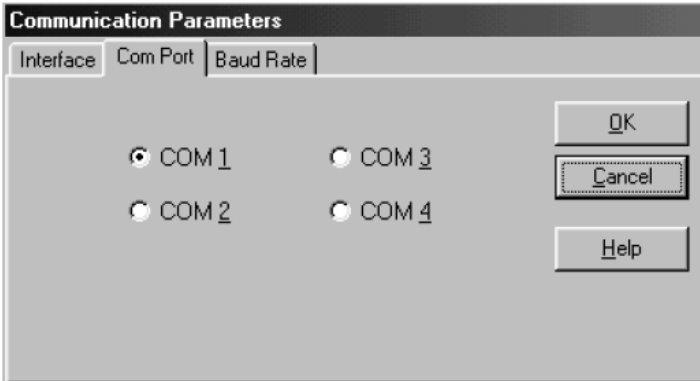 Communication Parameters
Interface Com Port Baud Rate
OK
COM 1 COM 3
Cancel
COM 2 COM 4
Help